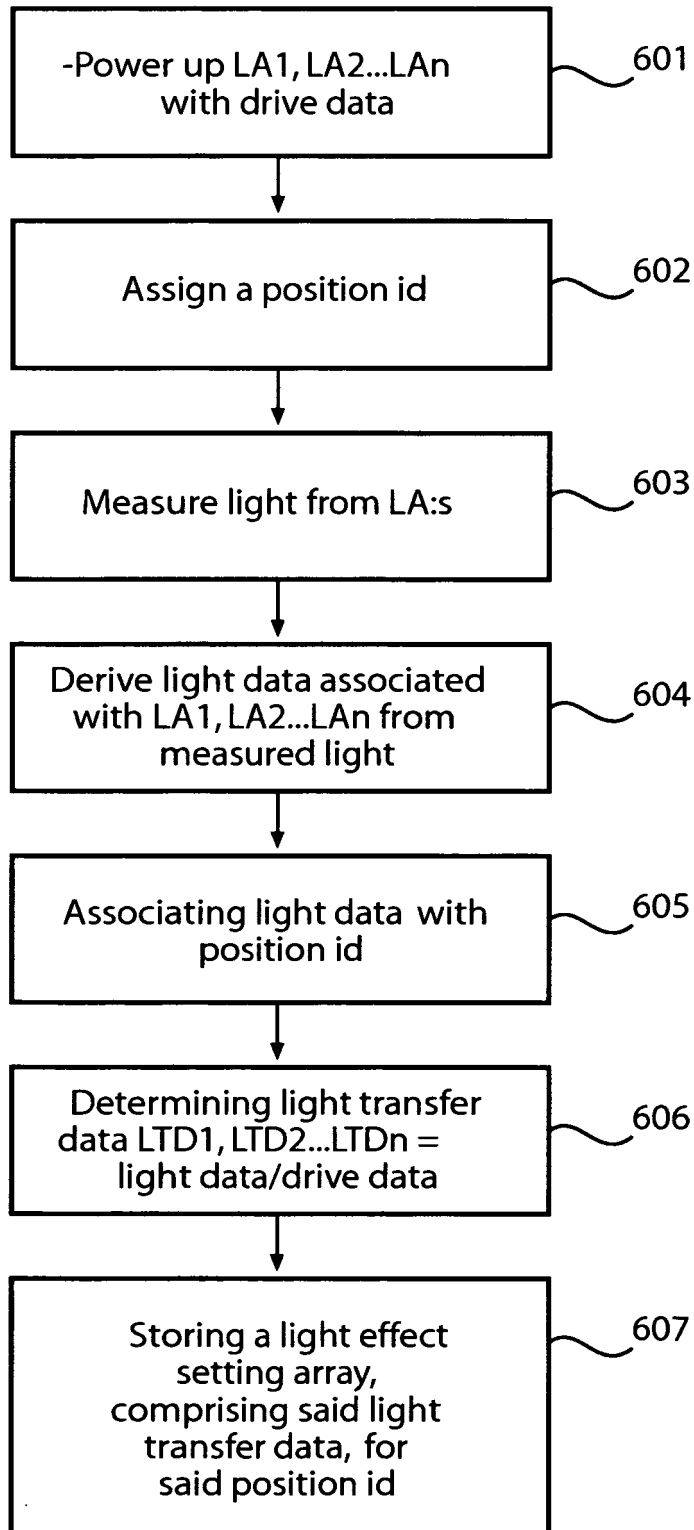 -Power up LA1, LA2...LAn
with drive data
601
Assign a position id
602
Measure light from LA:s
603
Derive light data associated
with LA1, LA2...LAn from
measured light
604
Associating light data with
position id
605
Determining light transfer
data LTD1, LTD2...LTDn =
light data/drive data
606
Storing a light effect
setting array,
comprising said light
transfer data, for
said position id
607